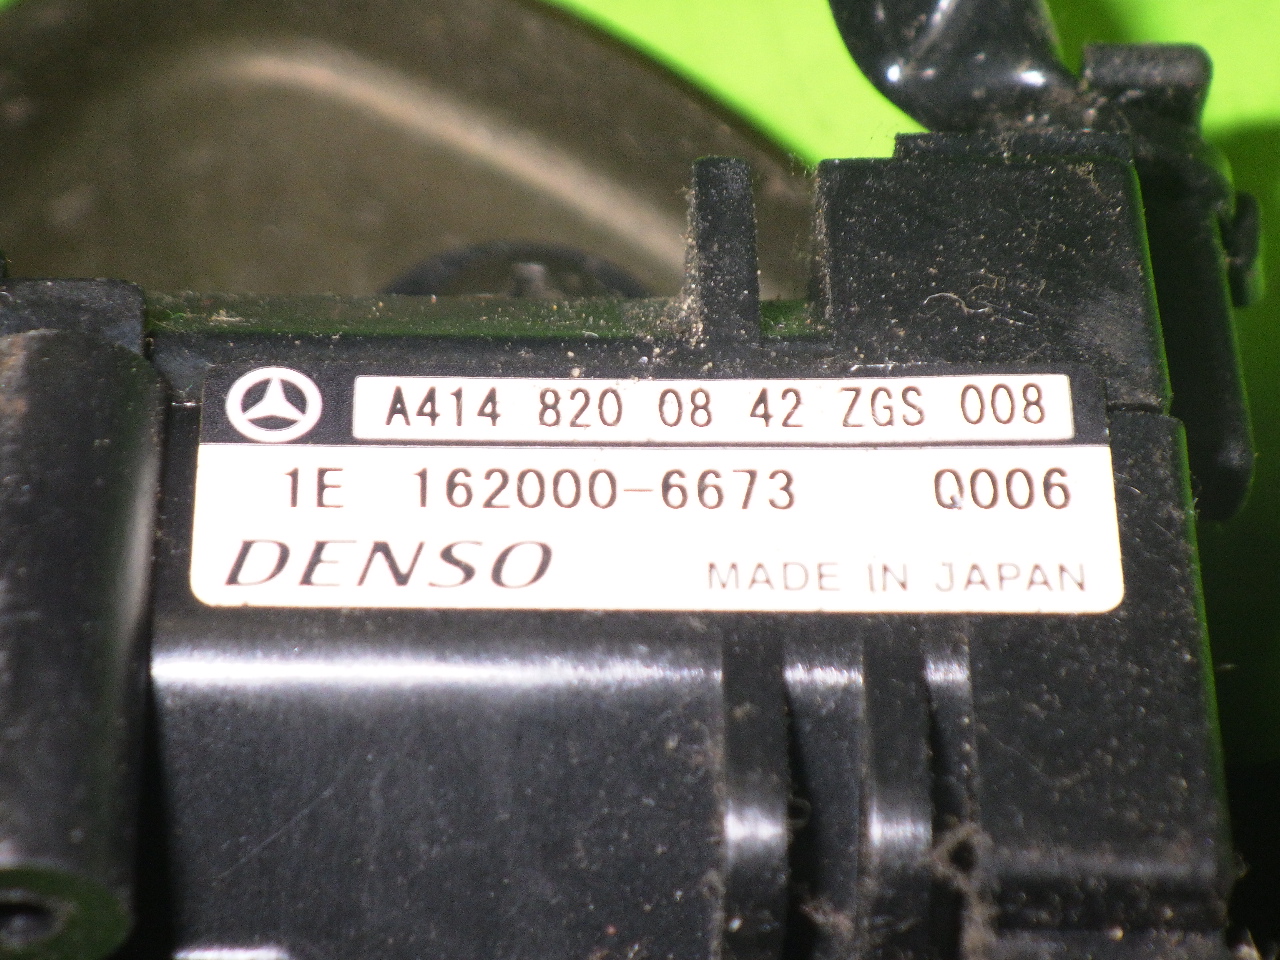 A414 820 08 42 ZGS 008
1E 162000-6673 Q006
DENSO MADE IN JAPAN